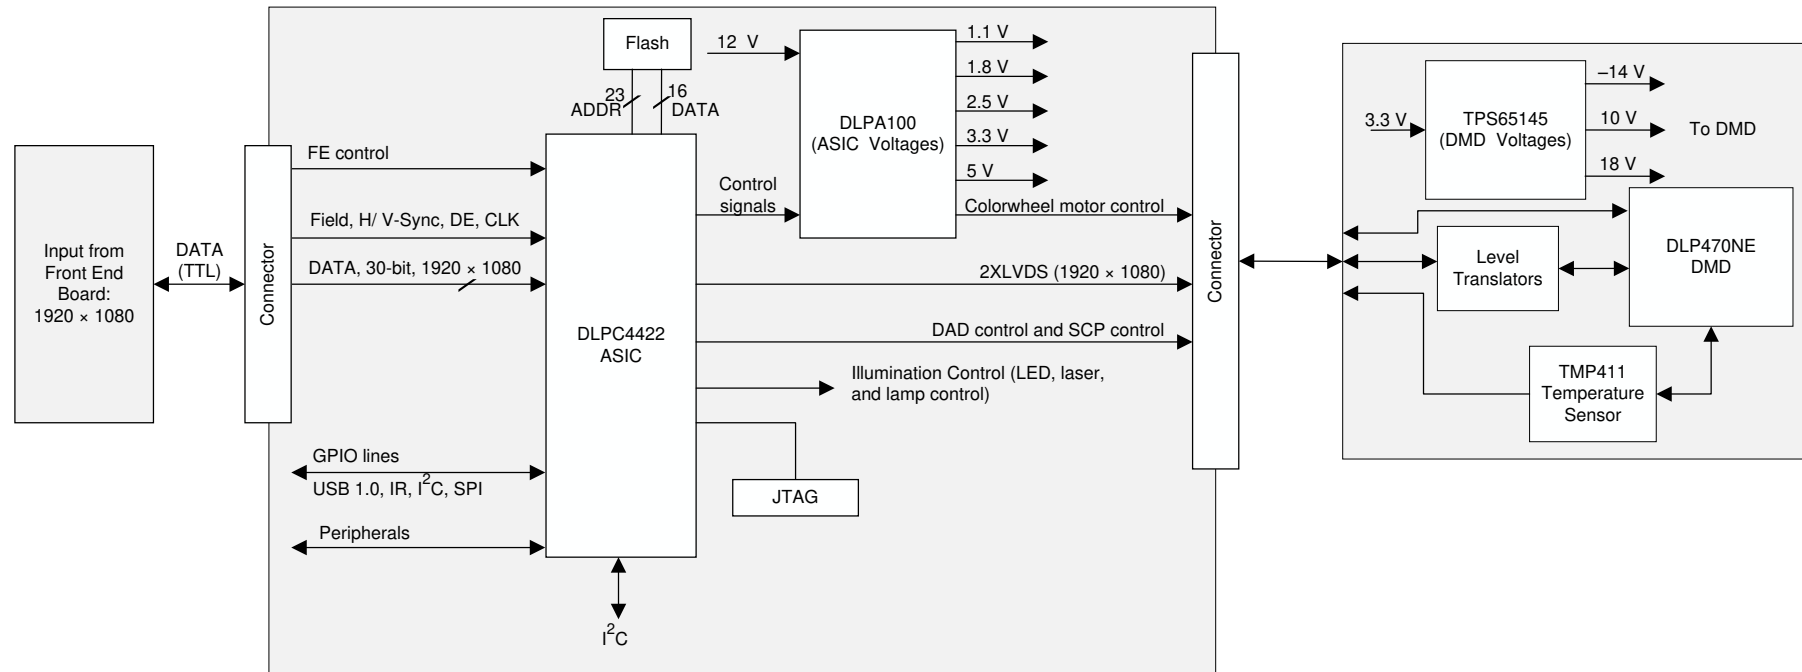 Input from
Front End
Board:
1920 × 1080
DATA
(TTL)
Connector
FE control
Field, H/ V-Sync, DE, CLK
DATA, 30-bit, 1920 × 1080
GPIO lines
USB 1.0, IR, I²C, SPI
Peripherals
Flash
23
ADDR
16
DATA
DLPC4422
ASIC
I²C
12 V
DLPA100
(ASIC Voltages)
1.1 V
1.8 V
2.5 V
3.3 V
5 V
Control
signals
Colorwheel motor control
2XLVDS (1920 × 1080)
DAD control and SCP control
Illumination Control (LED, laser,
and lamp control)
JTAG
Connector
3.3 V
TPS65145
(DMD Voltages)
–14 V
10 V
18 V
To DMD
Level
Translators
DLP470NE
DMD
TMP411
Temperature
Sensor